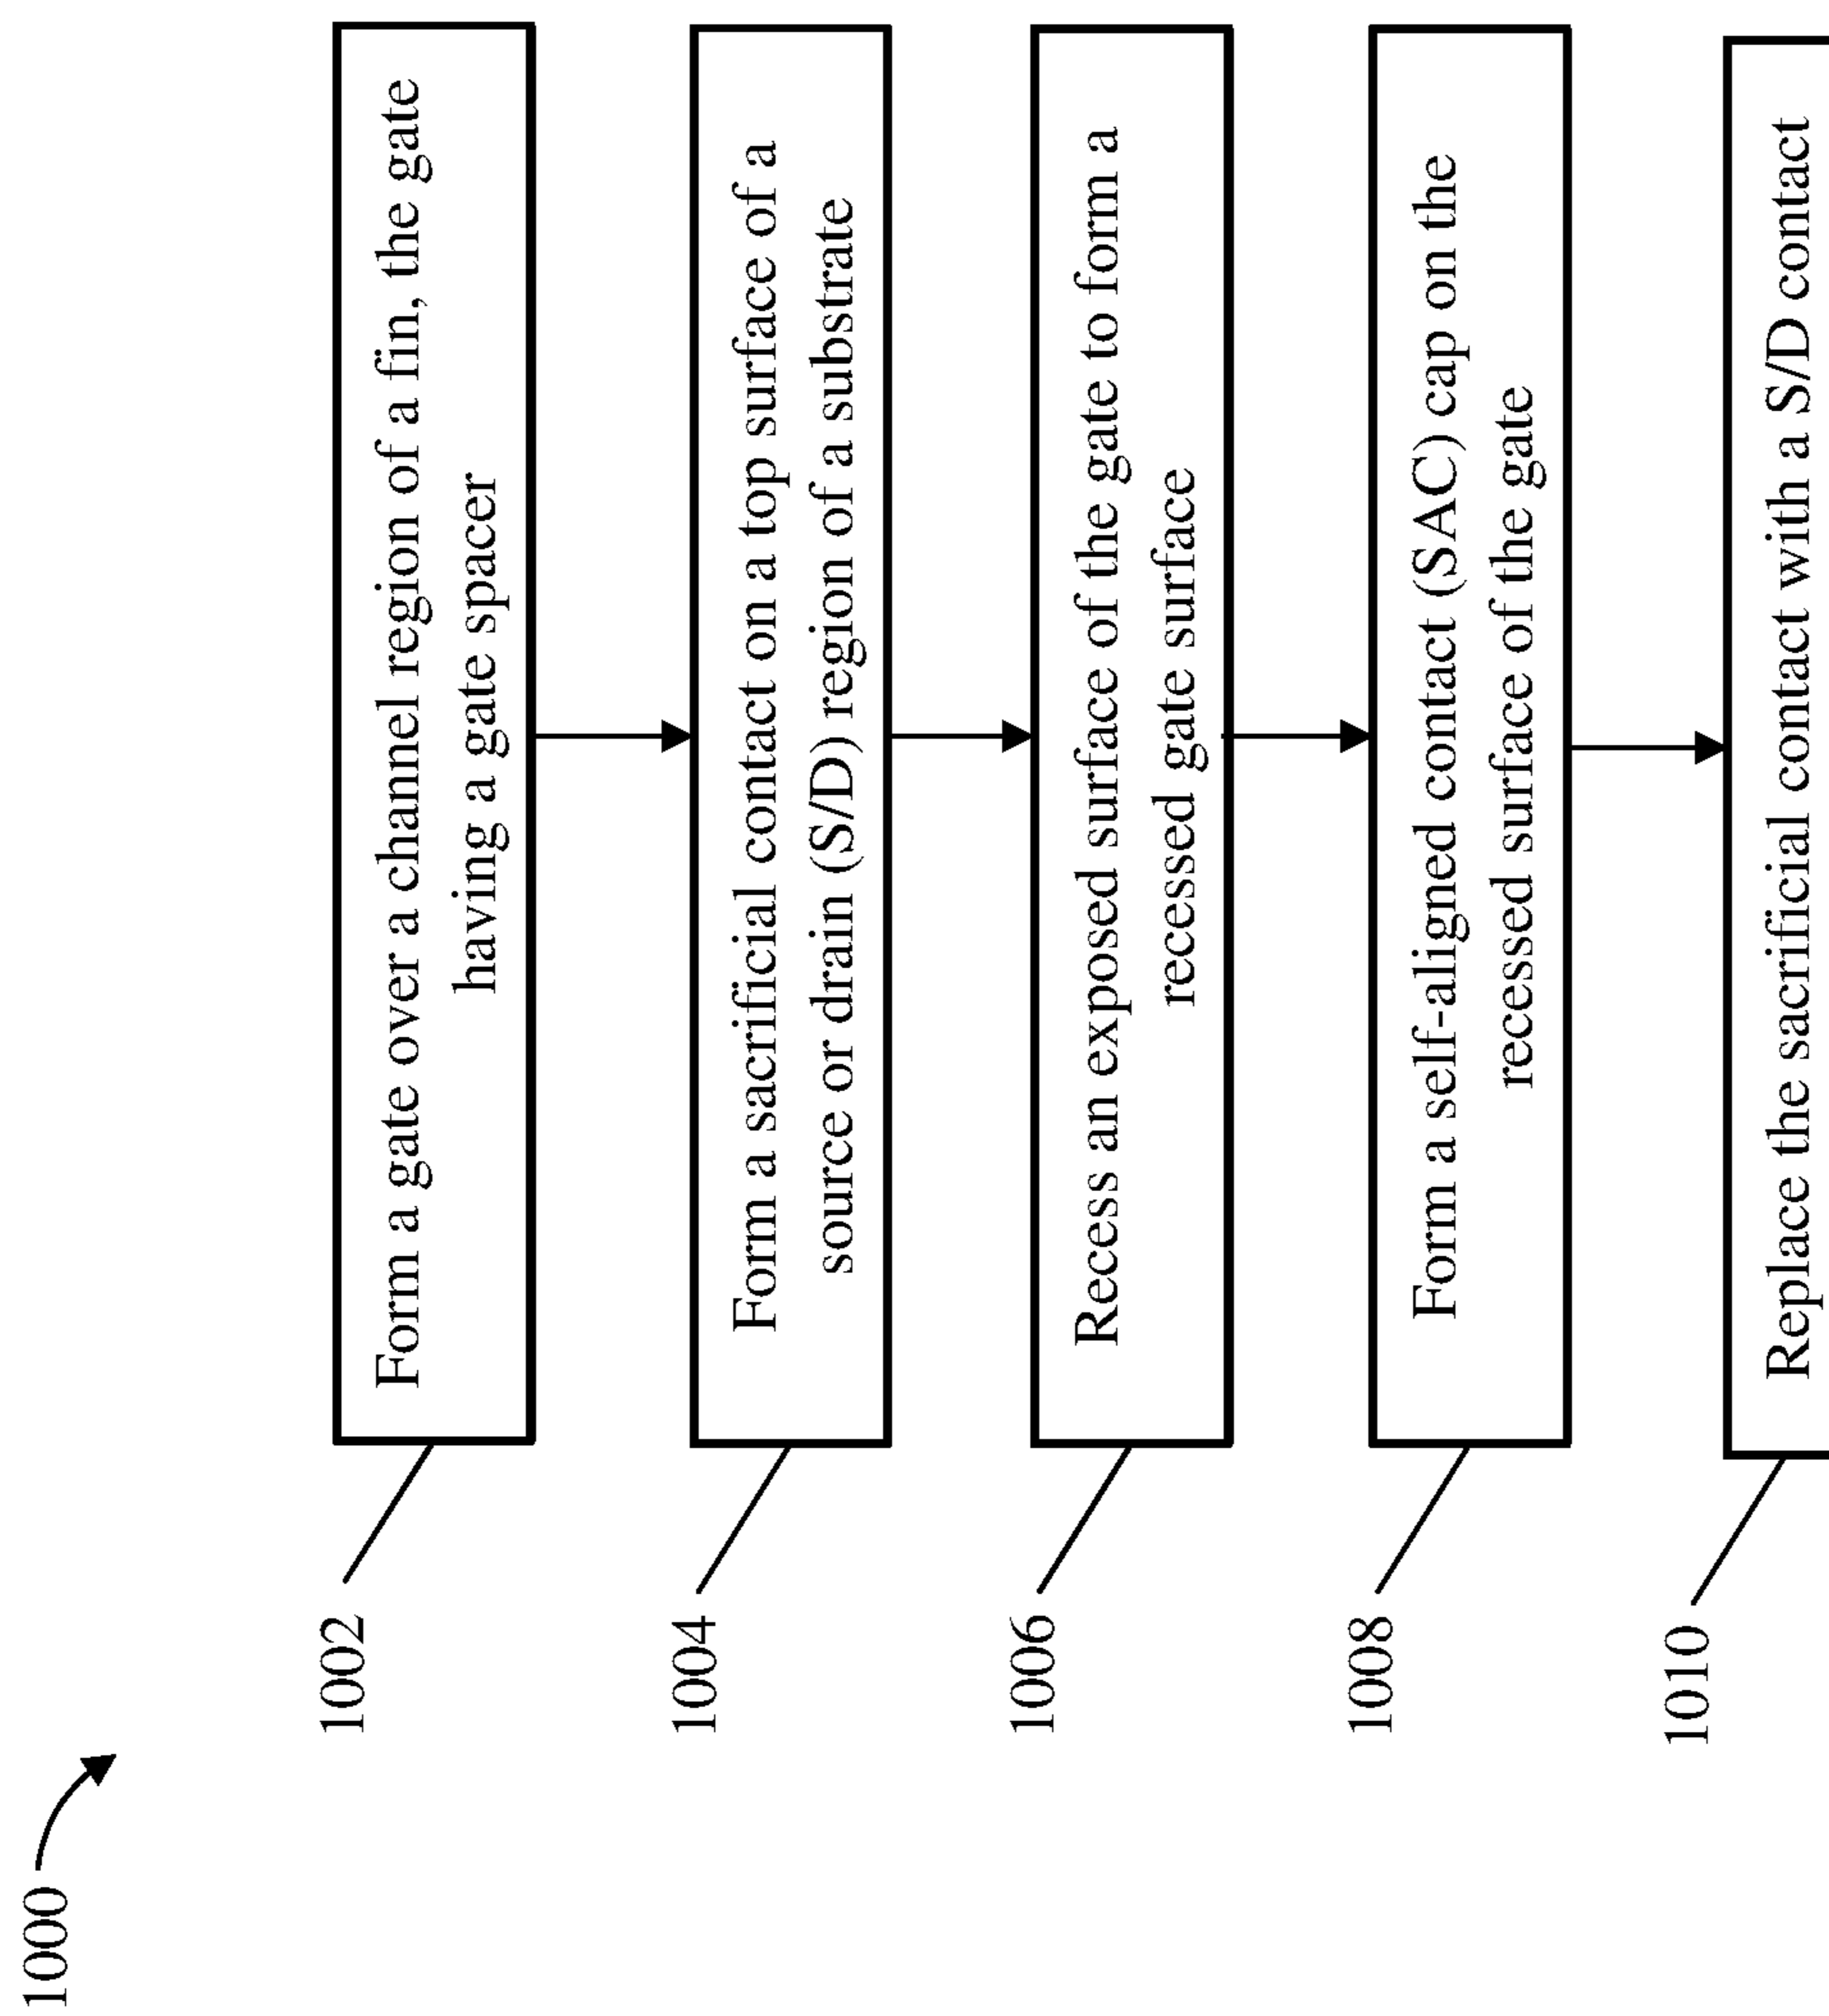 1000
1002
Form a gate over a channel region of a fin, the gate
having a gate spacer
1004
Form a sacrificial contact on a top surface of a
source or drain (S/D) region of a substrate
1006
Recess an exposed surface of the gate to form a
recessed gate surface
1008
Form a self-aligned contact (SAC) cap on the
recessed surface of the gate
1010
Replace the sacrificial contact with a S/D contact